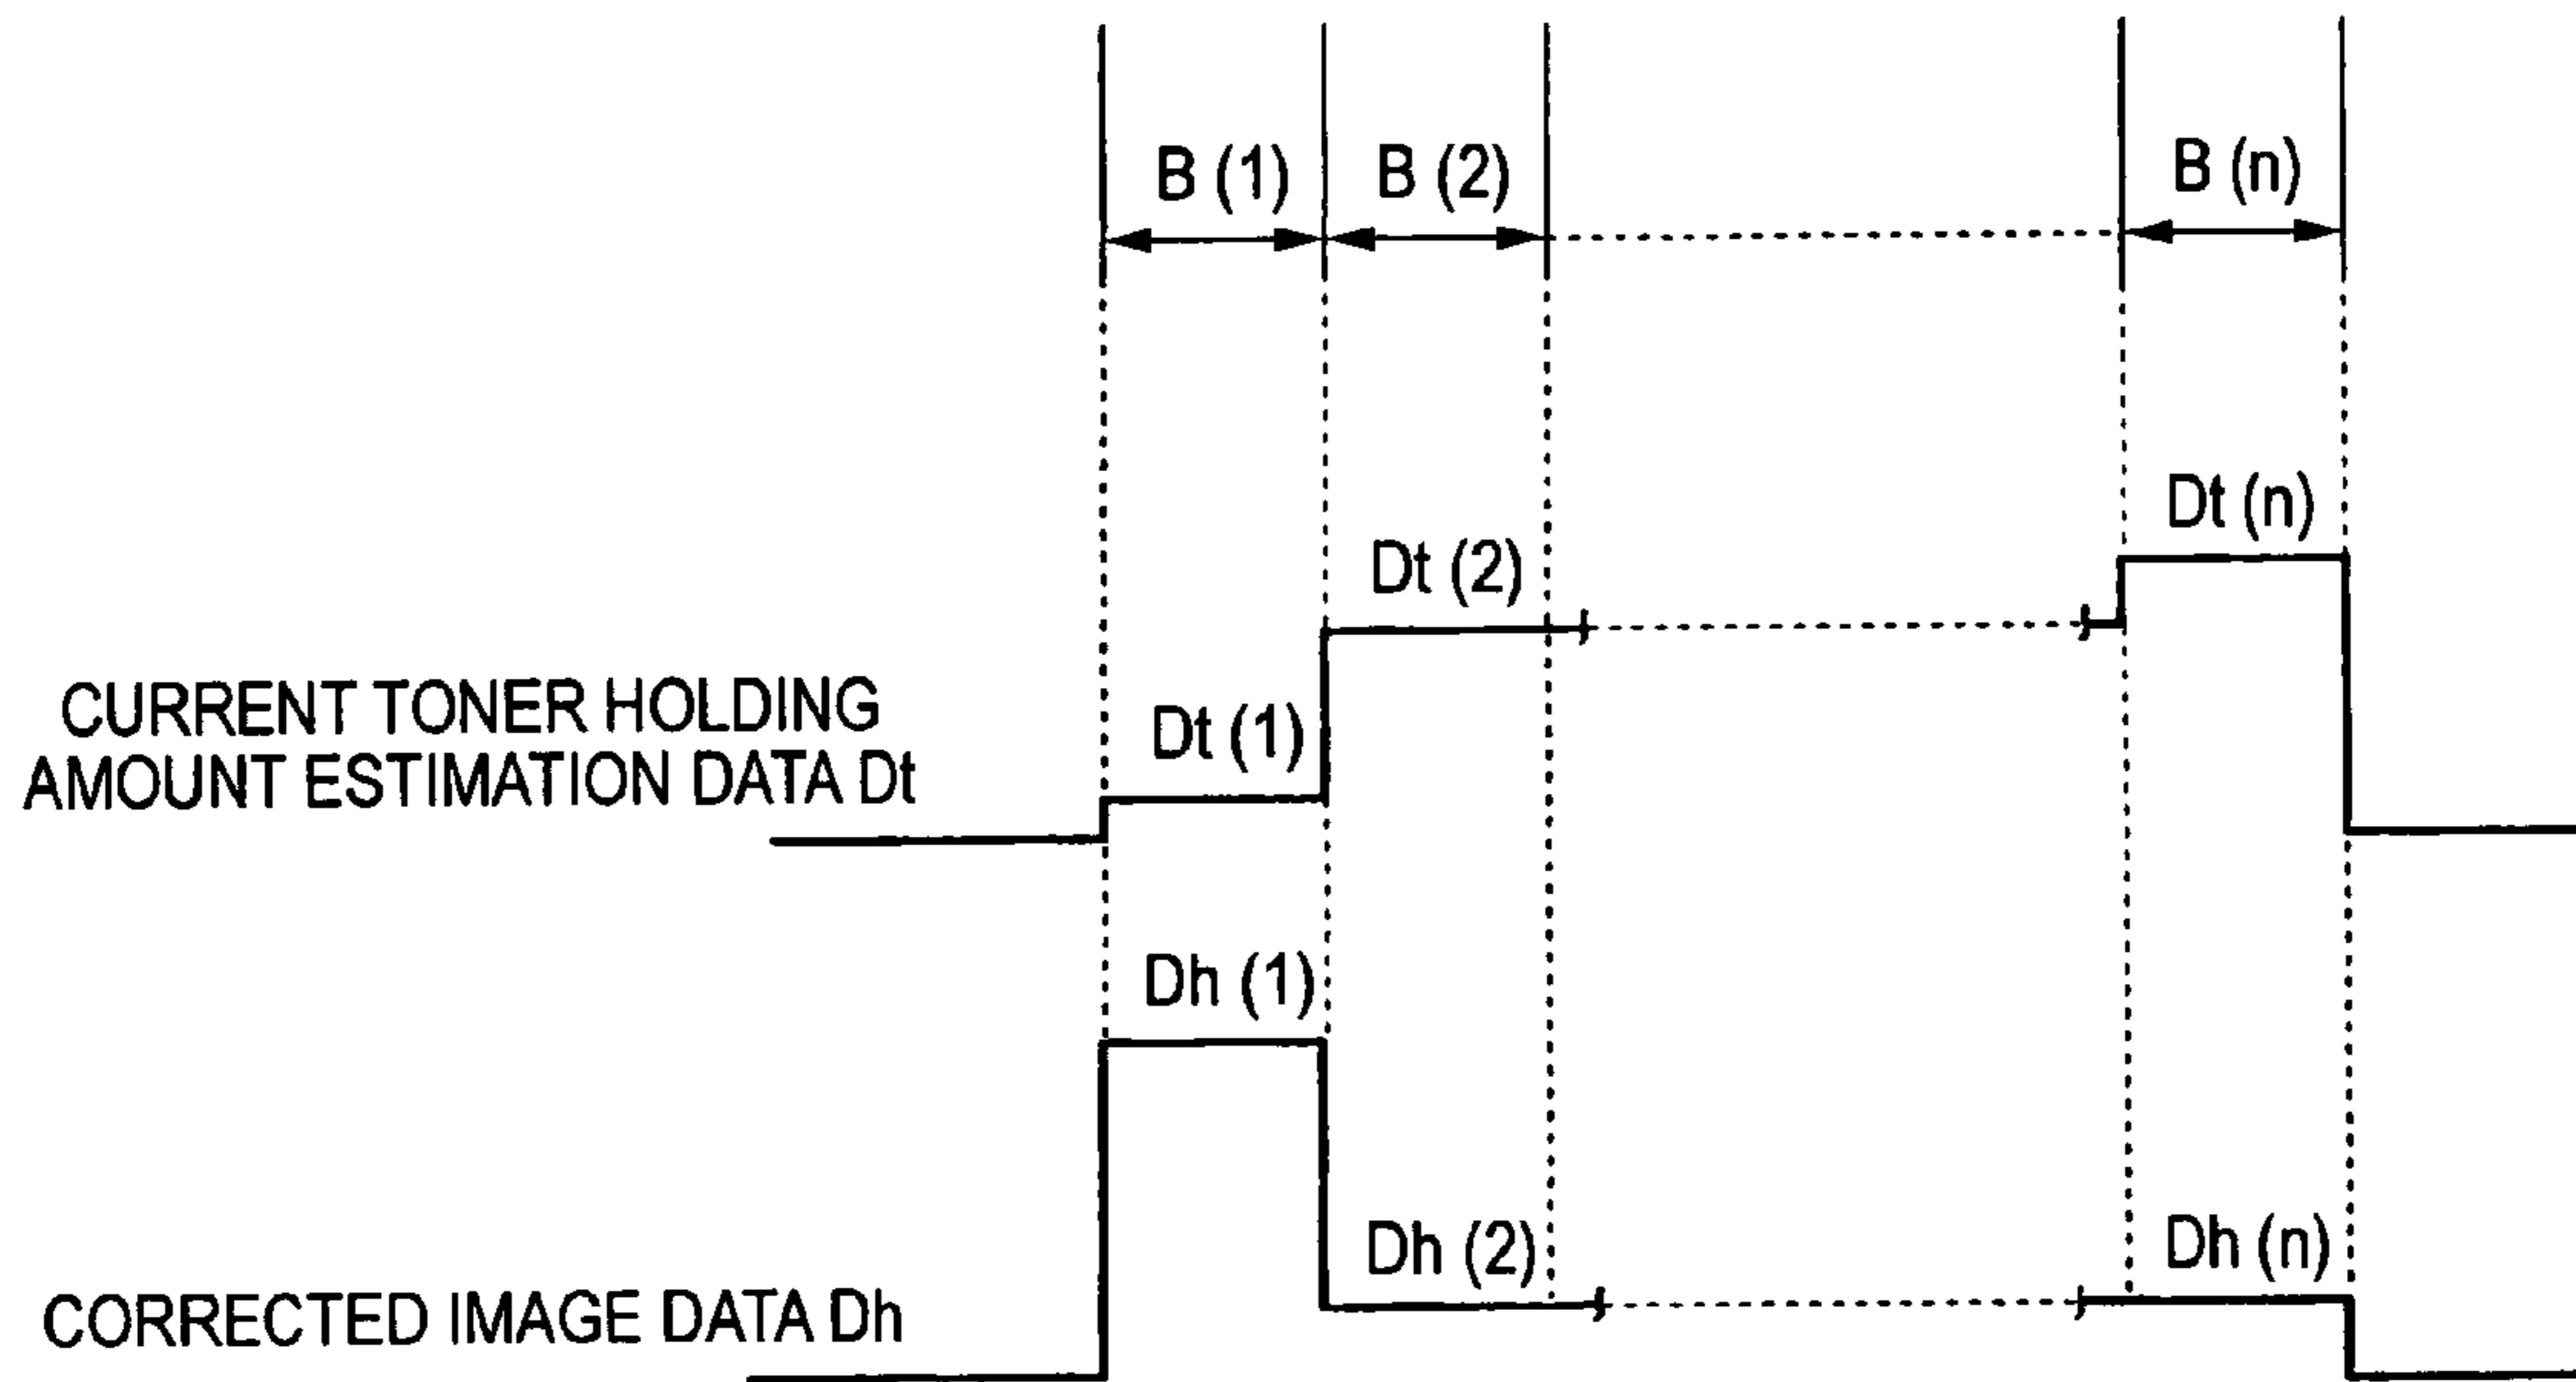 B (1)
B (2)
B (n)
Dt (n)
Dt (2)
Dt (1)
CURRENT TONER HOLDING
AMOUNT ESTIMATION DATA Dt
Dh (1)
Dh (2)
Dh (n)
CORRECTED IMAGE DATA Dh